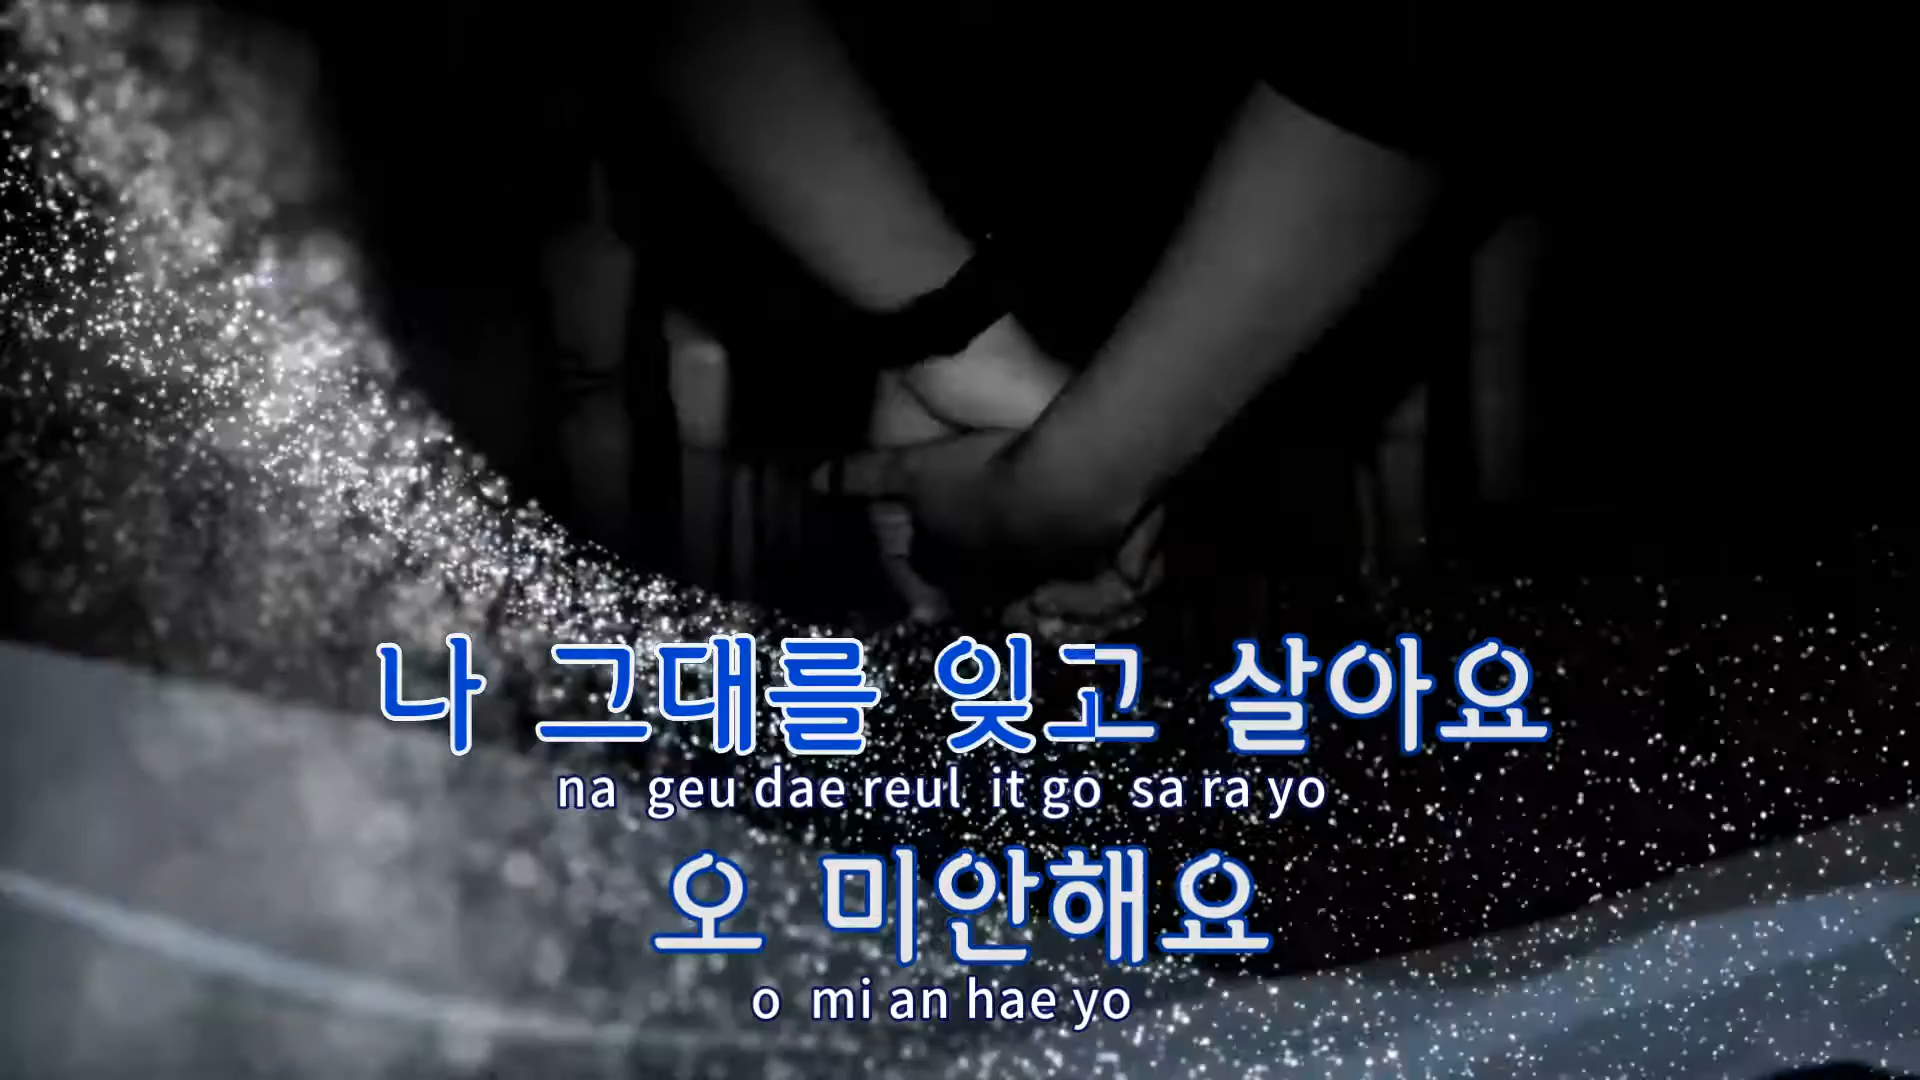 나 그대를 잊고 살아요
na geu dae reul it go sa ra yo
오 미안해요
o mi an hae yo